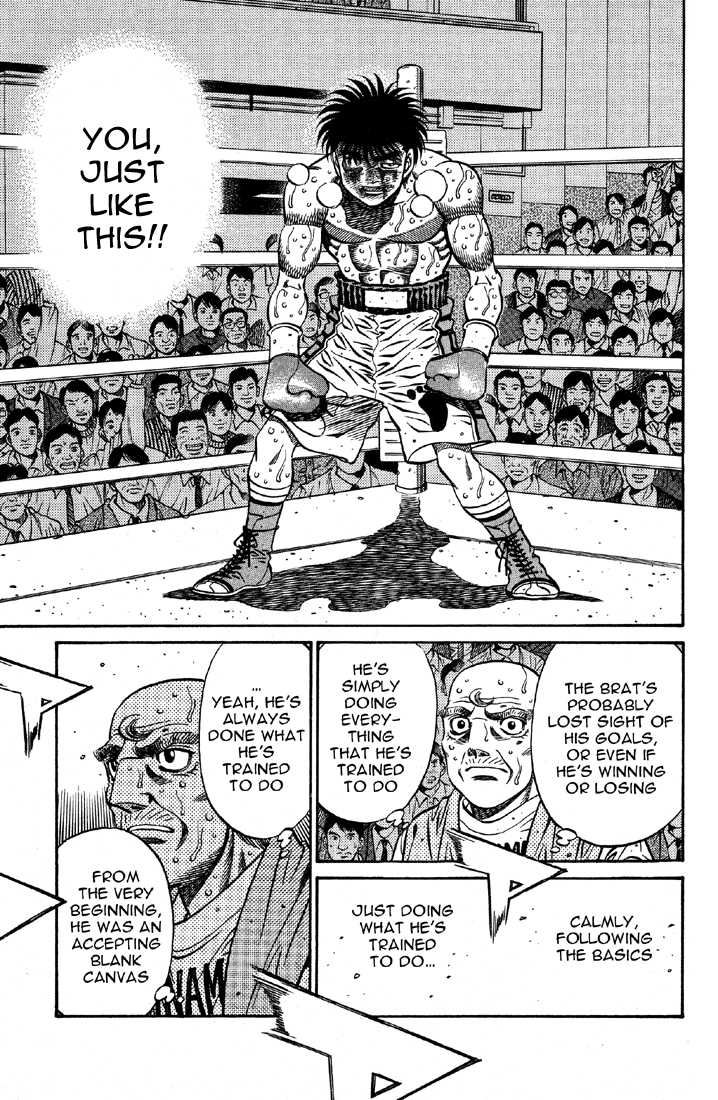 YOU,
JUST
LIKE
THIS!!
THE BRAT'S
PROBABLY
LOST SIGHT OF
HIS GOALS,
OR EVEN IF
HE'S WINNING
OR LOSING
HE'S
SIMPLY
DOING
EVERY-
THING
THAT HE'S
TRAINED
TO DO
CALMLY,
FOLLOWING
THE BASICS
JUST DOING
WHAT HE'S
TRAINED
TO DO...
...
YEAH, HE'S
ALWAYS
DONE WHAT
HE'S
TRAINED
TO DO
FROM
THE VERY
BEGINNING,
HE WAS AN
ACCEPTING
BLANK
CANVAS